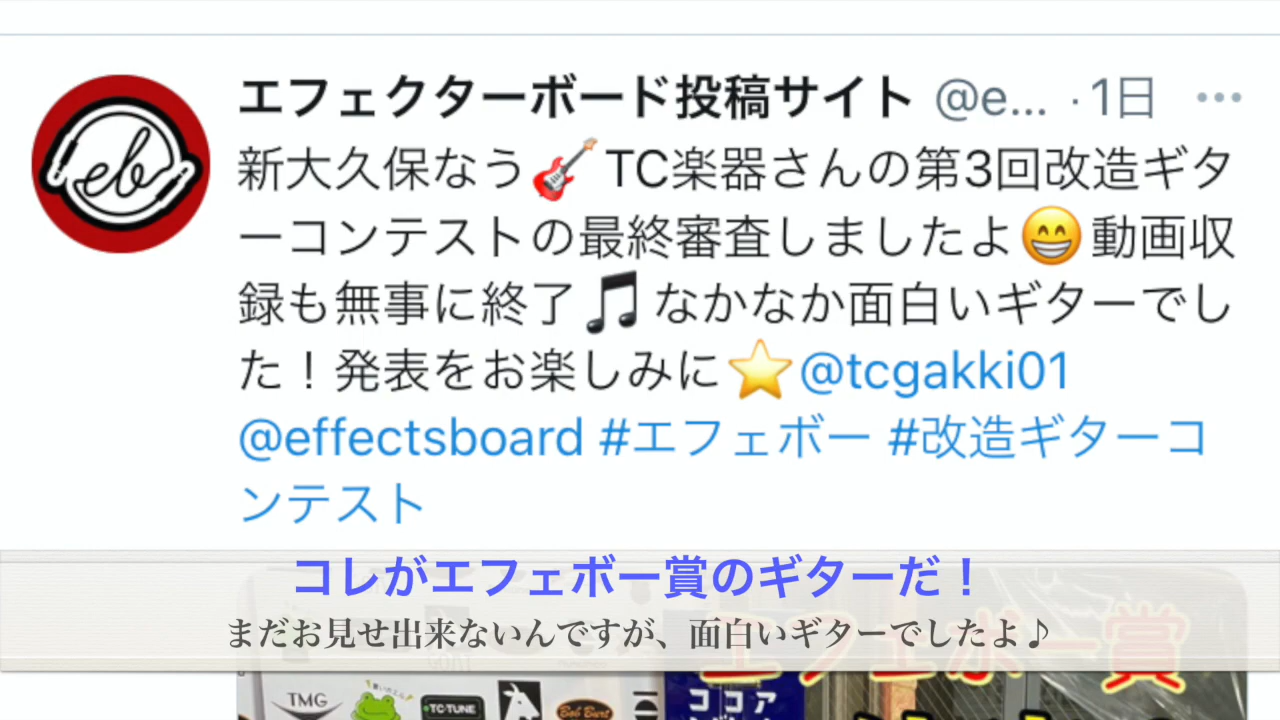 エフェクターボード投稿サイト @e... ·1日 ...
eb
新大久保なう🎸 TC楽器さんの第3回改造ギタ
ーコンテストの最終審査しましたよ😁動画収
録も無事に終了🎵 なかなか面白いギターでし
た！発表をお楽しみに⭐@tcgakki01
@effectsboard #エフェボー #改造ギターコ
ンテスト
コレがエフェボー賞のギターだ！
まだお見せ出来ないんですが、面白いギターでしたよ♪
エフェボー賞
TMG
TC·TUNE
Bob Burt
ココア